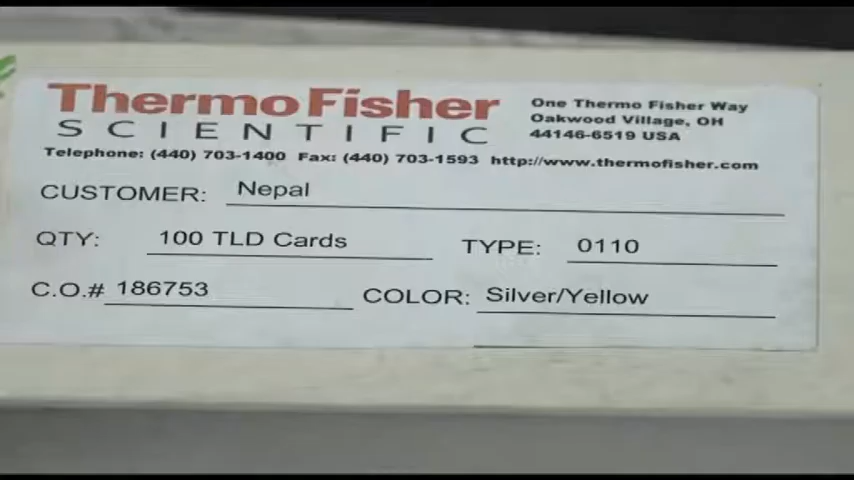 ThermoFisher
SCIENTIFIC
One Thermo Fisher Way
Oakwood Village, OH
44146-6519 USA
Telephone: (440) 703-1400 Fax: (440) 703-1593 http://www.thermofisher.com
CUSTOMER: Nepal
QTY: 100 TLD Cards TYPE: 0110
C.O.# 186753 COLOR: Silver/Yellow